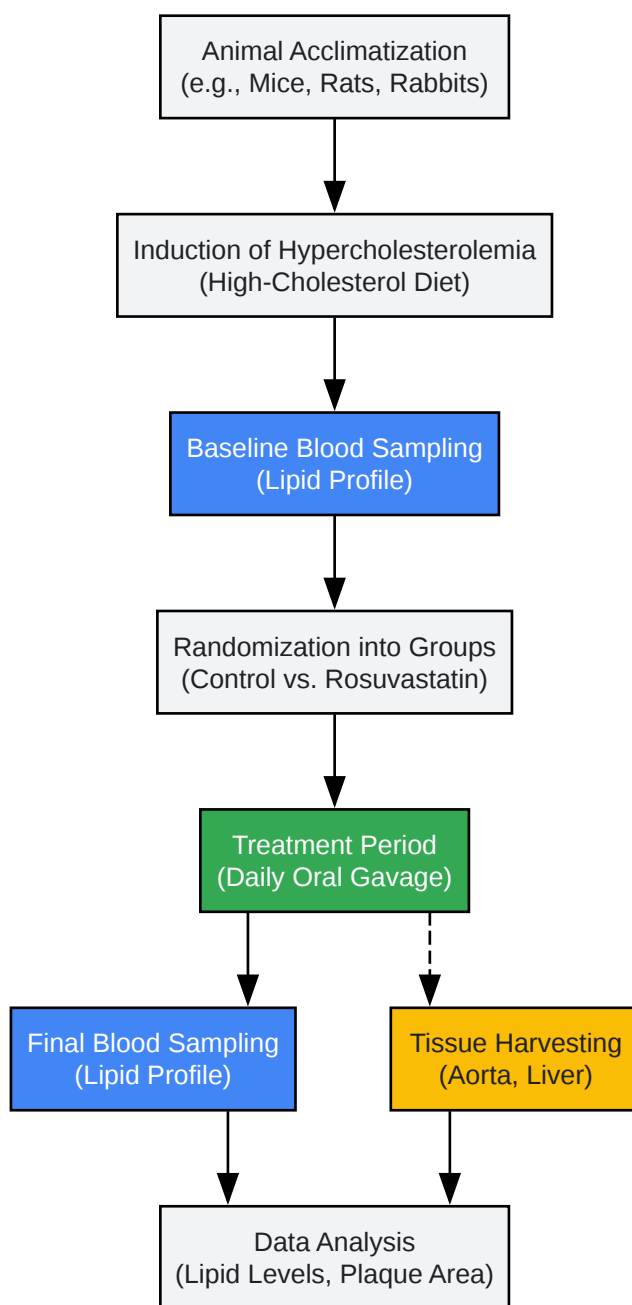 Animal Acclimatization
(e.g., Mice, Rats, Rabbits)
Induction of Hypercholesterolemia
(High-Cholesterol Diet)
Baseline Blood Sampling
(Lipid Profile)
Randomization into Groups
(Control vs. Rosuvastatin)
Treatment Period
(Daily Oral Gavage)
Final Blood Sampling
(Lipid Profile)
Tissue Harvesting
(Aorta, Liver)
Data Analysis
(Lipid Levels, Plaque Area)